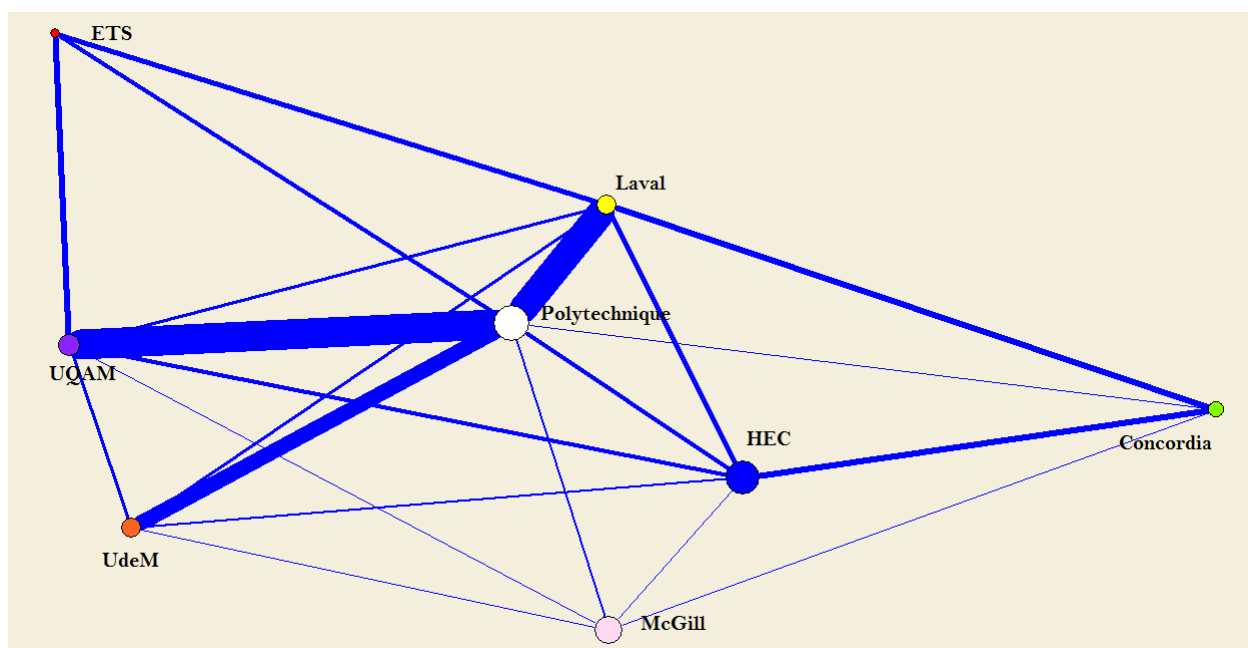 ETS
Laval
Polytechnique
UQAM
HEC
Concordia
UdeM
McGill